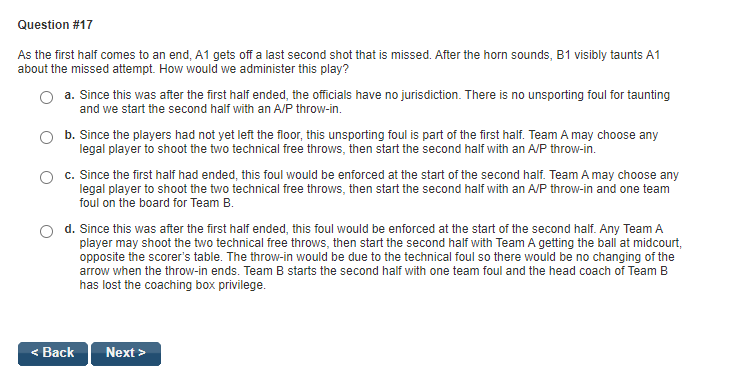 Question #17
As the first half comes to an end, A1 gets off a last second shot that is missed. After the horn sounds, B1 visibly taunts A1
about the missed attempt. How would we administer this play?
a. Since this was after the first half ended, the officials have no jurisdiction. There is no unsporting foul for taunting
and we start the second half with an A/P throw-in.
b. Since the players had not yet left the floor, this unsporting foul is part of the first half. Team A may choose any
legal player to shoot the two technical free throws, then start the second half with an A/P throw-in.
c. Since the first half had ended, this foul would be enforced at the start of the second half. Team A may choose any
legal player to shoot the two technical free throws, then start the second half with an A/P throw-in and one team
foul on the board for Team B.
d. Since this was after the first half ended, this foul would be enforced at the start of the second half. Any Team A
player may shoot the two technical free throws, then start the second half with Team A getting the ball at midcourt,
opposite the scorer's table. The throw-in would be due to the technical foul so there would be no changing of the
arrow when the throw-in ends. Team B starts the second half with one team foul and the head coach of Team B
has lost the coaching box privilege.
< Back Next >